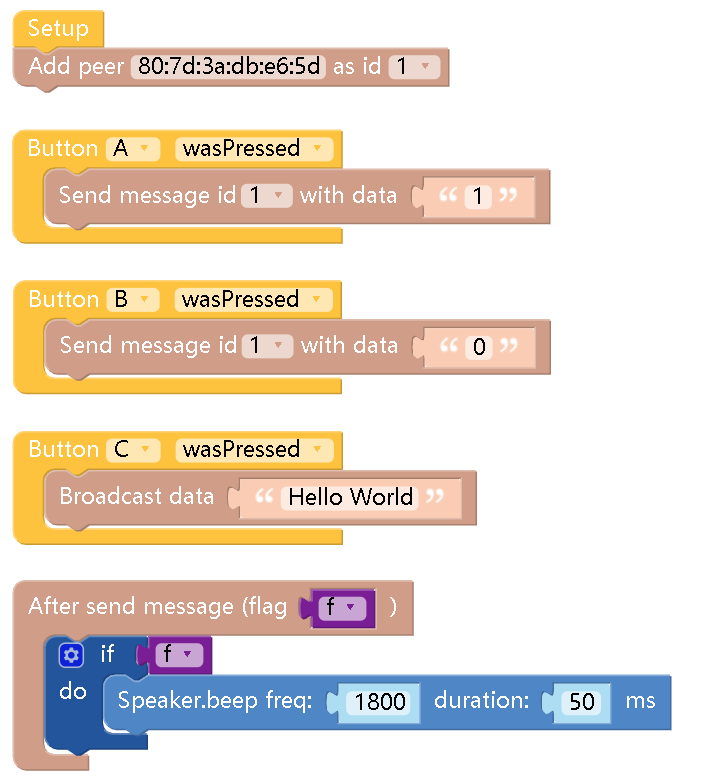 Setup
Add peer 80:7d:3a:db:e6:5d as id 1
Button A wasPressed
Send message id 1 with data “ 1 ”
Button B wasPressed
Send message id 1 with data “ 0 ”
Button C wasPressed
Broadcast data “ Hello World ”
After send message (flag f )
if f
do Speaker.beep freq: 1800 duration: 50 ms